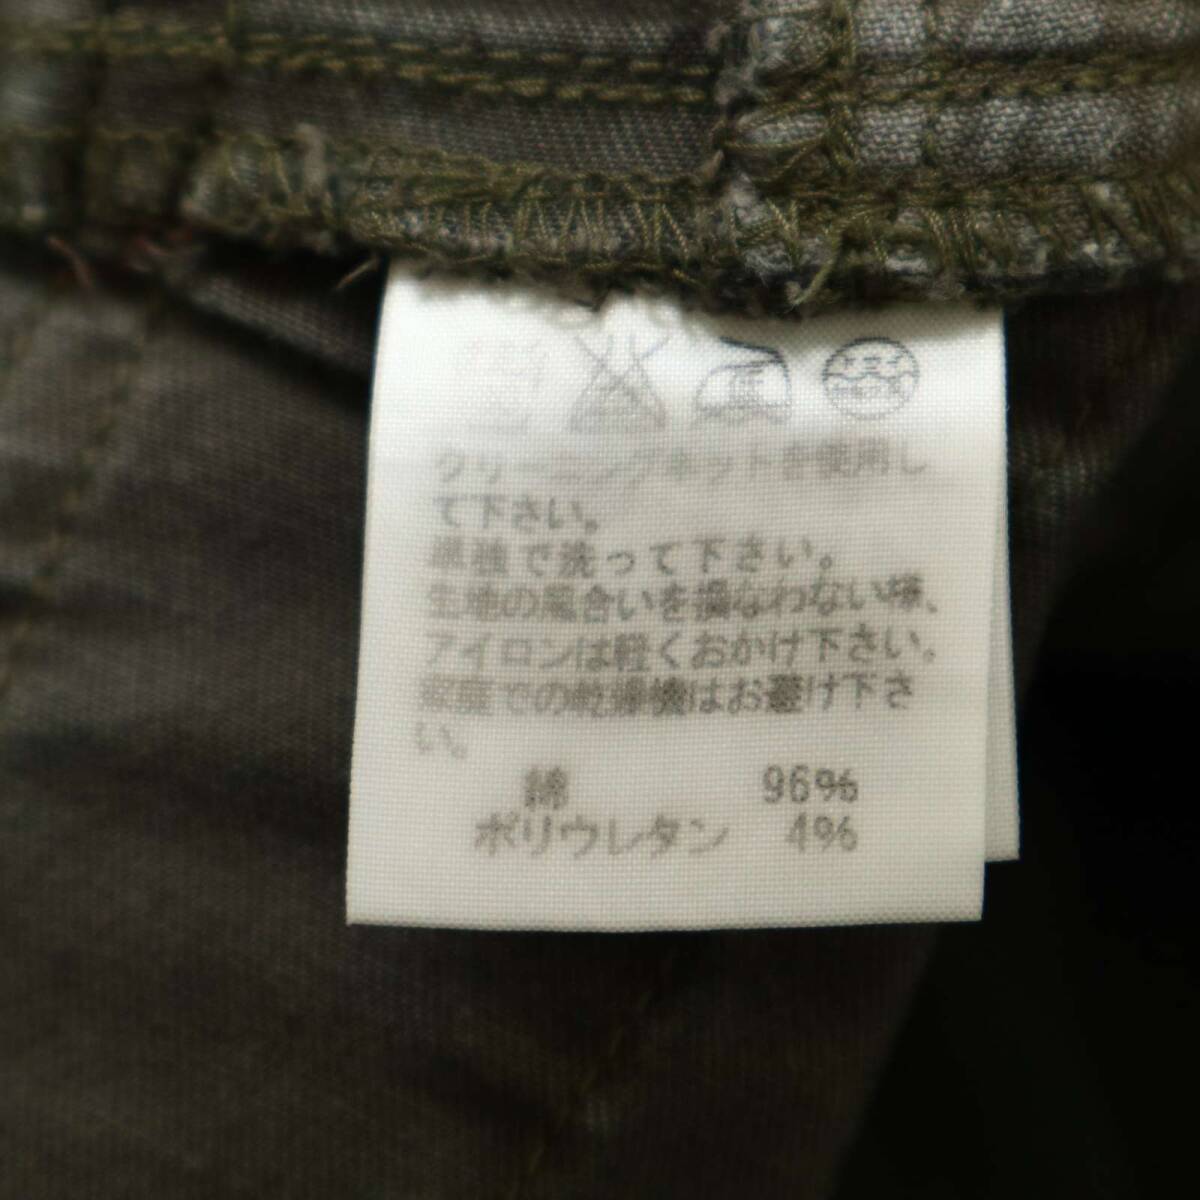 クリーニングネットを使用し
て下さい。
単独で洗って下さい。
生地の風合いを損なわない様、
アイロンは軽くおかけ下さい。
家庭での乾燥機はお避け下さ
い。
綿 96%
ポリウレタン 4%